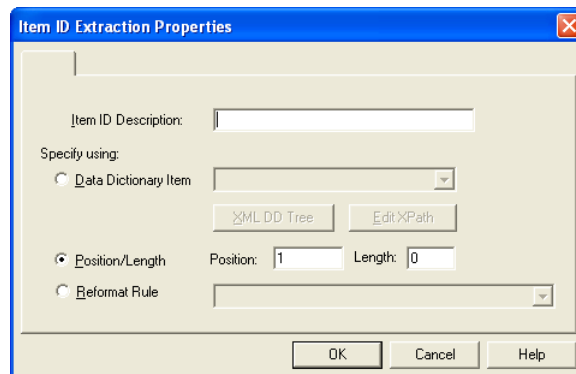 Item ID Extraction Properties
Item ID Description:
Specify using:
Data Dictionary Item
XML DD Tree Edit XPath
Position/Length Position: 1 Length: 0
Reformat Rule
OK Cancel Help